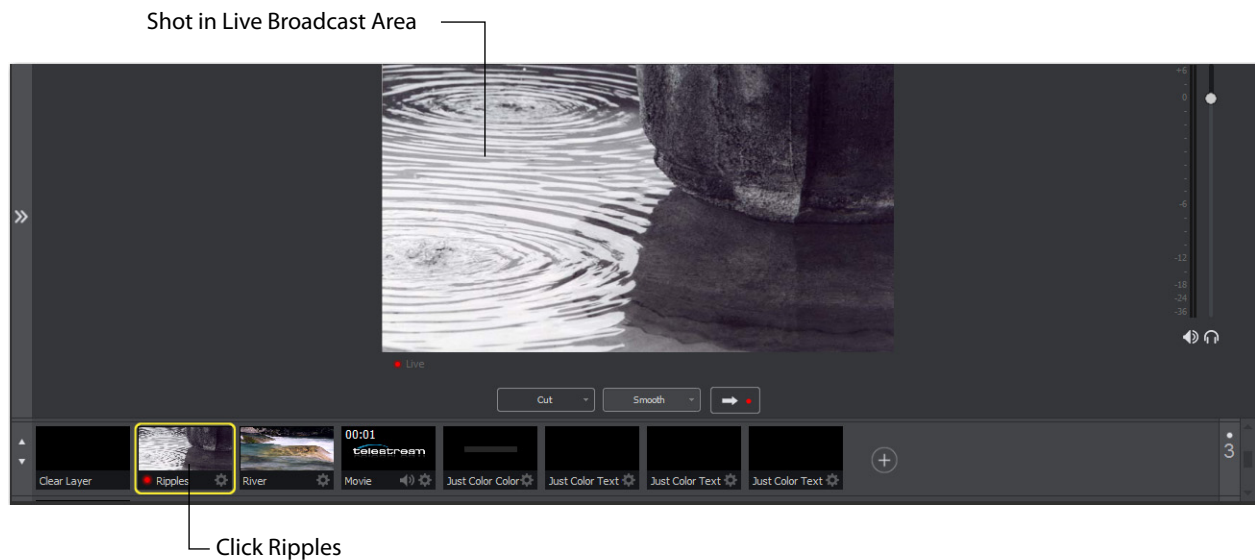 Shot in Live Broadcast Area
+6
0
-6
-12
-18
-24
-36
Live
Cut
Smooth
00:01
telestream
3
Clear Layer
Ripples
River
Movie
Just Color Color
Just Color Text
Just Color Text
Just Color Text
Click Ripples